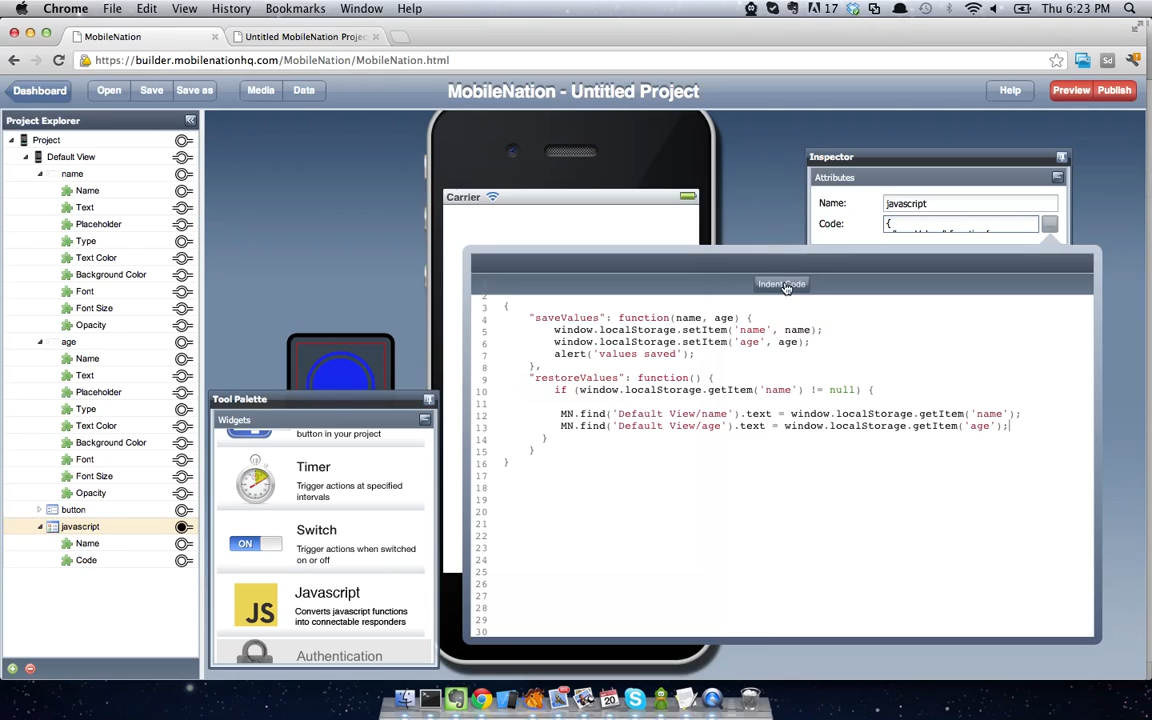 Chrome File Edit View History Bookmarks Window Help 17 Thu 6:23 PM
MobileNation Untitled MobileNation Projec
https://builder.mobilenationhq.com/MobileNation/MobileNation.html Sd
Dashboard Open Save Save as Media Data MobileNation - Untitled Project Help Preview Publish
Project Explorer
Project
Default View
name
Name
Text
Placeholder
Type
Text Color
Background Color
Font
Font Size
Opacity
age
Name
Text
Placeholder
Type
Text Color
Background Color
Font
Font Size
Opacity
button
javascript
Name
Code
Carrier
Inspector
Attributes
Name: javascript
Code: {
Indent Code
2
3 {
4 "saveValues": function(name, age) {
5 window.localStorage.setItem('name', name);
6 window.localStorage.setItem('age', age);
7 alert('values saved');
8 },
9 "restoreValues": function() {
10 if (window.localStorage.getItem('name') != null) {
11
12 MN.find('Default View/name').text = window.localStorage.getItem('name');
13 MN.find('Default View/age').text = window.localStorage.getItem('age');
14 }
15 }
16 }
17
18
19
20
21
22
23
24
25
26
27
28
29
30
Tool Palette
Widgets
button in your project
Timer
Trigger actions at specified
intervals
Switch
ON
Trigger actions when switched
on or off
Javascript
JS
Converts javascript functions
into connectable responders
Authentication
20